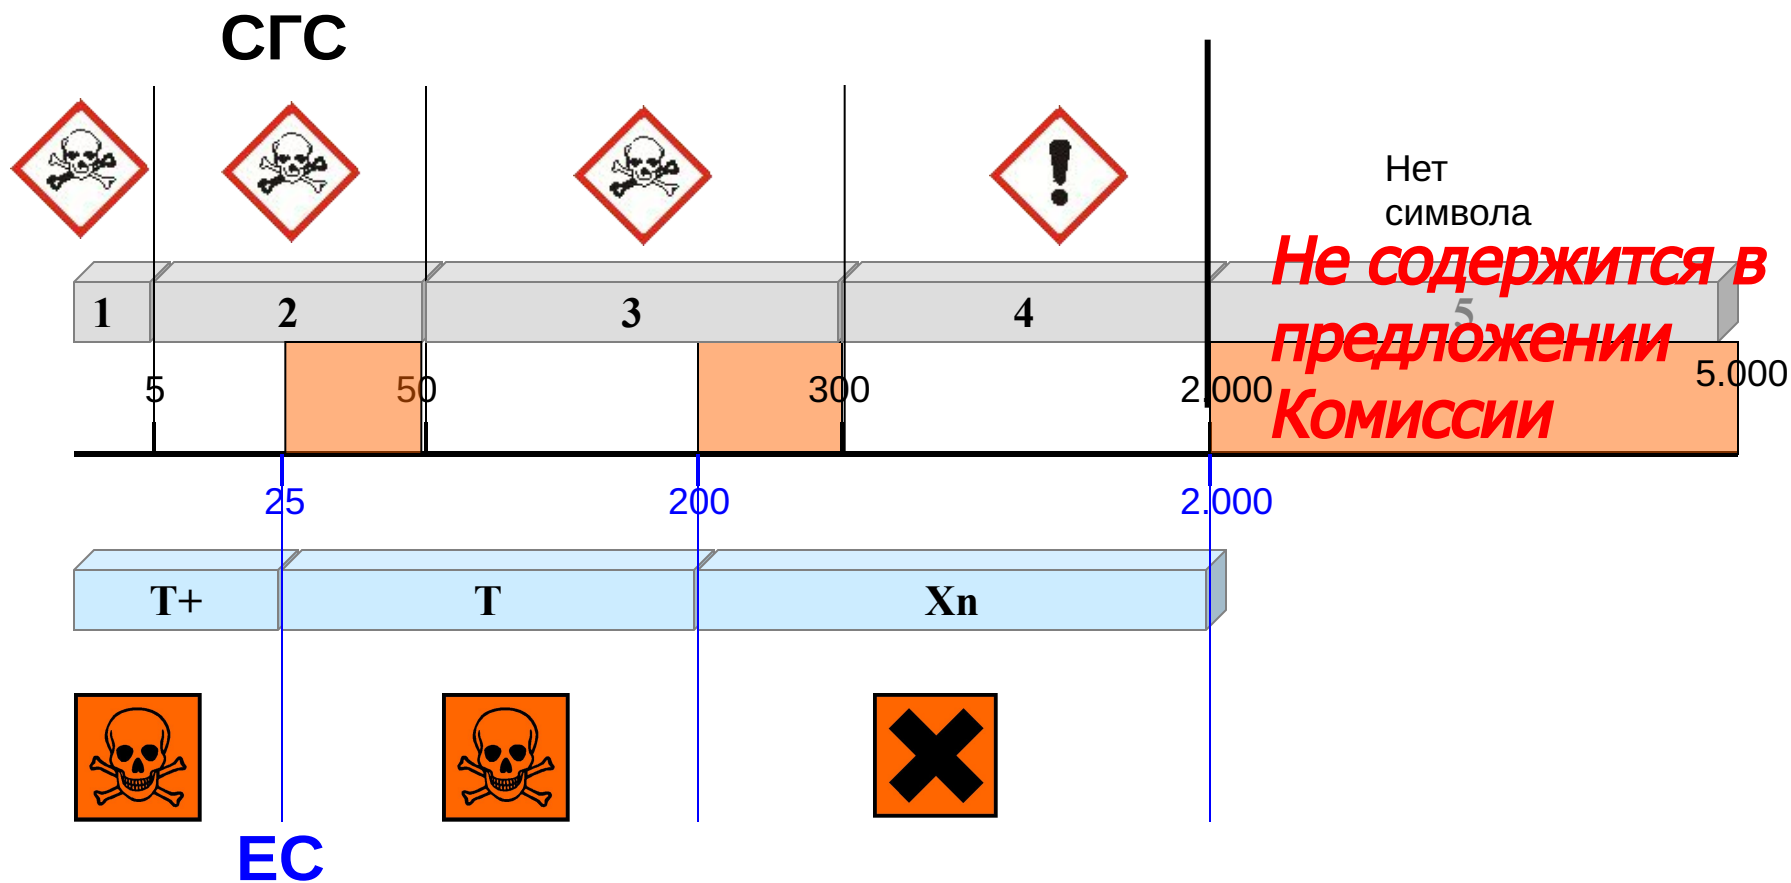 СГС
Нет
символа
Не содержится в
предложении
Комиссии
1 2 3 4 5
5 50 300 2.000 5.000
25 200 2.000
T+ T Xn
ЕС